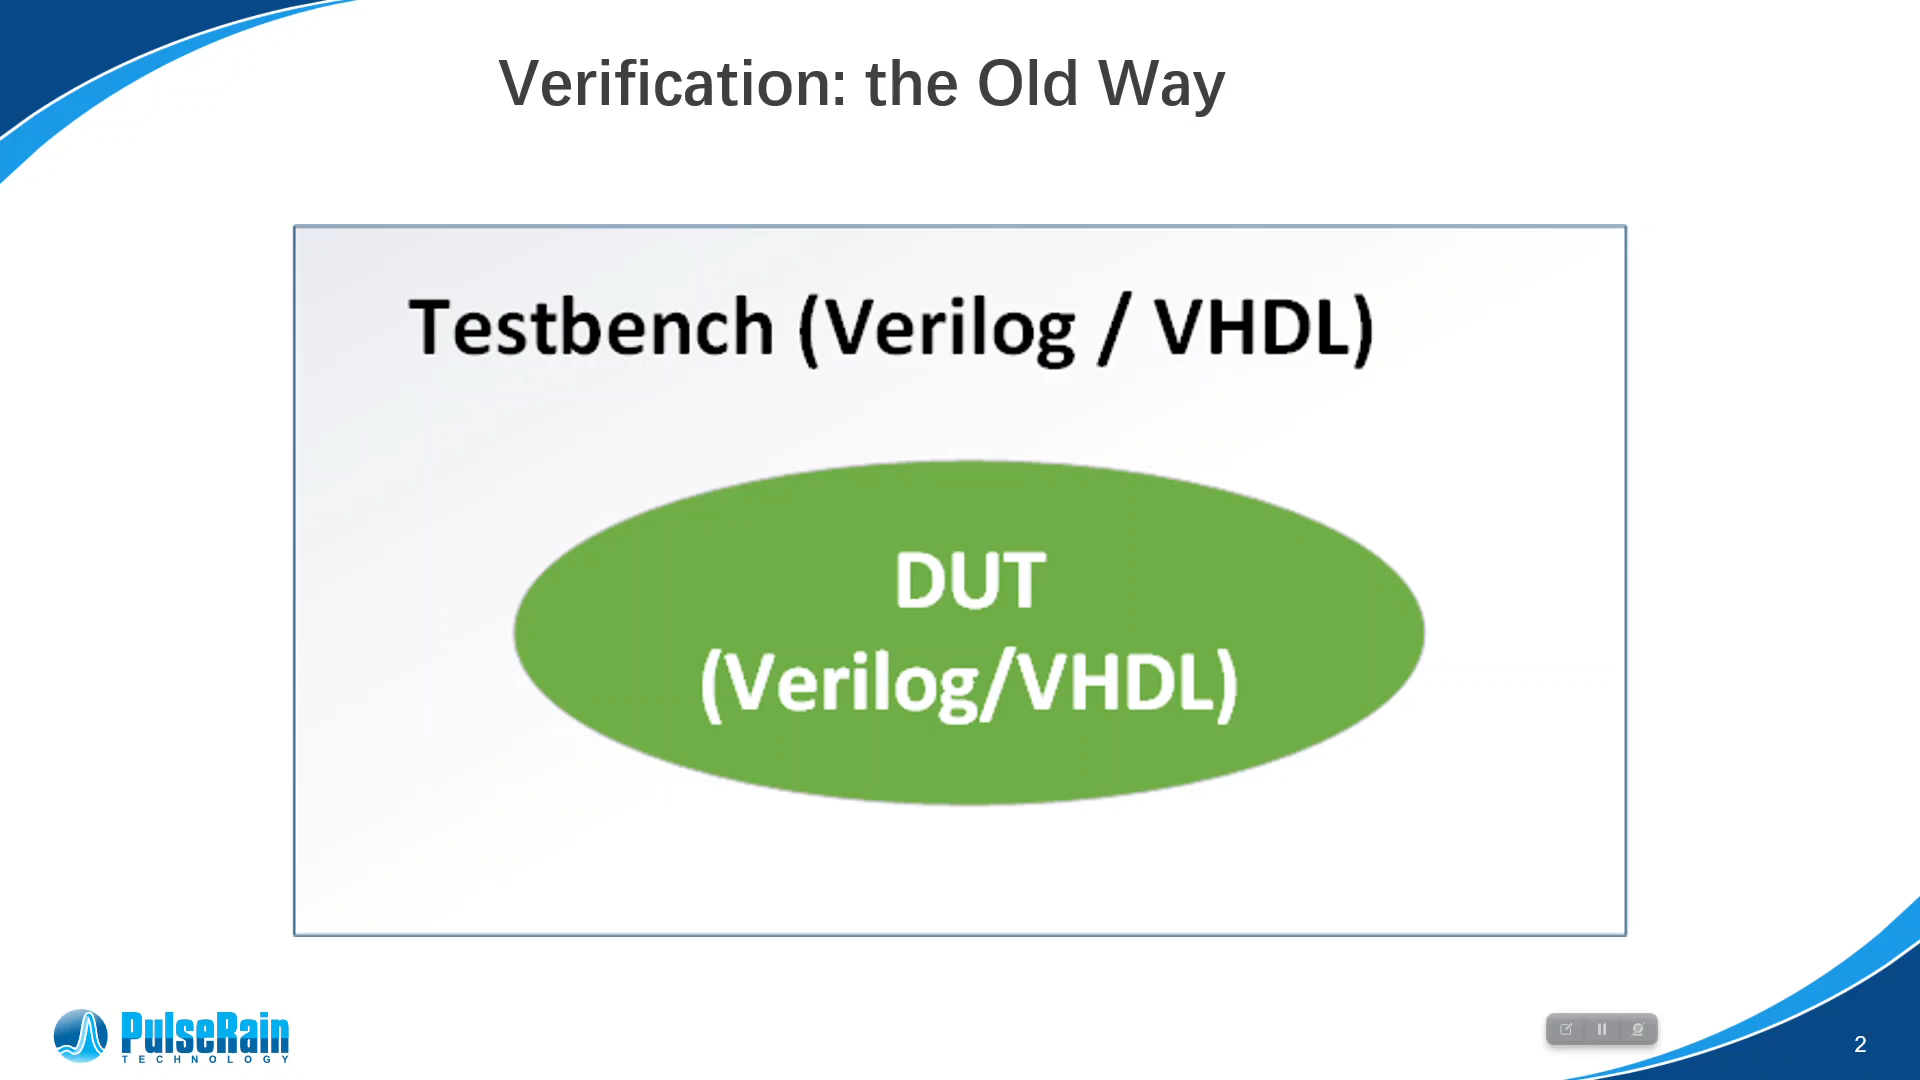 Verification: the Old Way
Testbench (Verilog / VHDL)
DUT
(Verilog/VHDL)
PulseRain
TECHNOLOGY
2